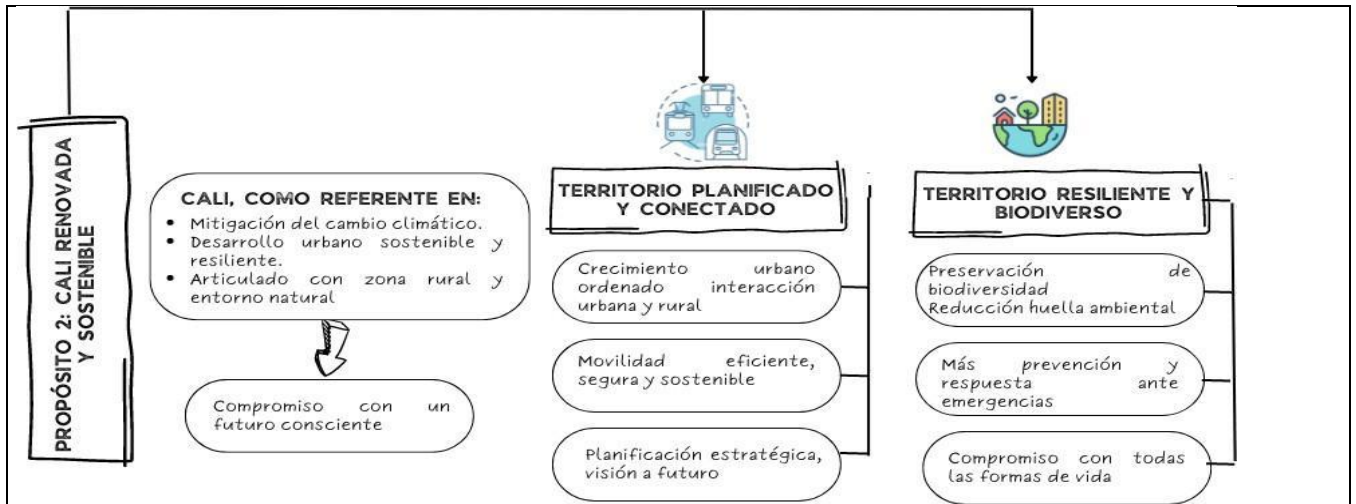 PROPÓSITO 2: CALI RENOVADA
Y SOSTENIBLE
CALI, COMO REFERENTE EN:
• Mitigación del cambio climático.
• Desarrollo urbano sostenible y
resiliente.
• Articulado con zona rural y
entorno natural
Compromiso con un
futuro consciente
TERRITORIO PLANIFICADO
Y CONECTADO
Crecimiento urbano
ordenado interacción
urbana y rural
Movilidad eficiente,
segura y sostenible
Planificación estratégica,
visión a futuro
TERRITORIO RESILIENTE Y
BIODIVERSO
Preservación de
biodiversidad
Reducción huella ambiental
Más prevención y
respuesta ante
emergencias
Compromiso con todas
las formas de vida